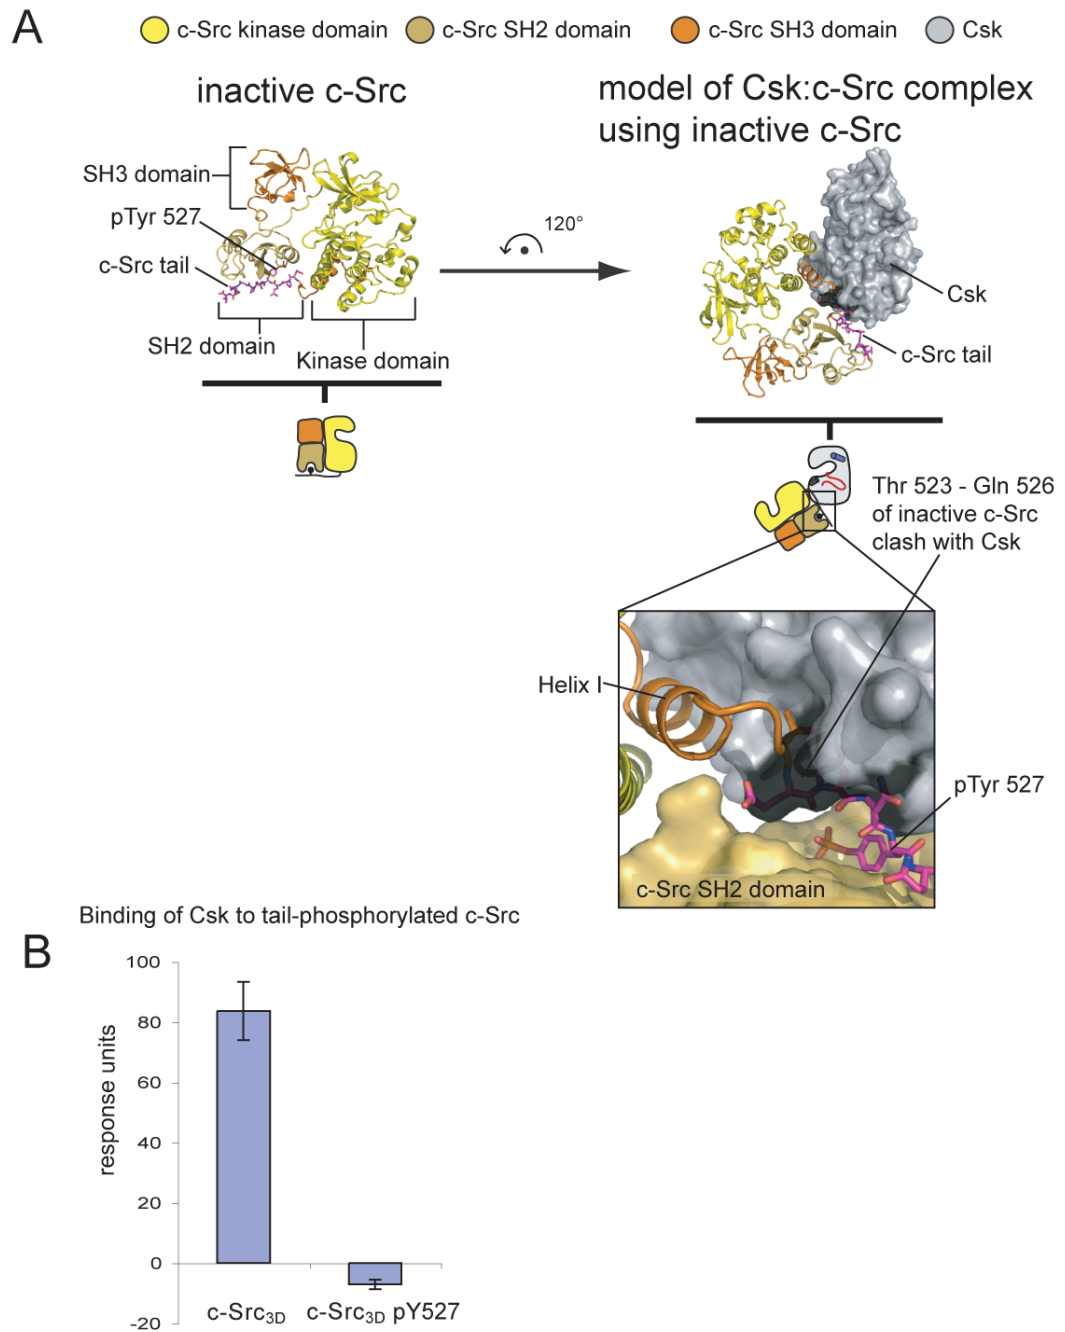 A
c-Src kinase domain
c-Src SH2 domain
c-Src SH3 domain
Csk
inactive c-Src
model of Csk:c-Src complex
using inactive c-Src
SH3 domain
pTyr 527
c-Src tail
SH2 domain
Kinase domain
120°
Csk
c-Src tail
Thr 523 - Gln 526
of inactive c-Src
clash with Csk
Helix I
pTyr 527
c-Src SH2 domain
Binding of Csk to tail-phosphorylated c-Src
B
response units
100
80
60
40
20
0
-20
c-Src3D
c-Src3D pY527